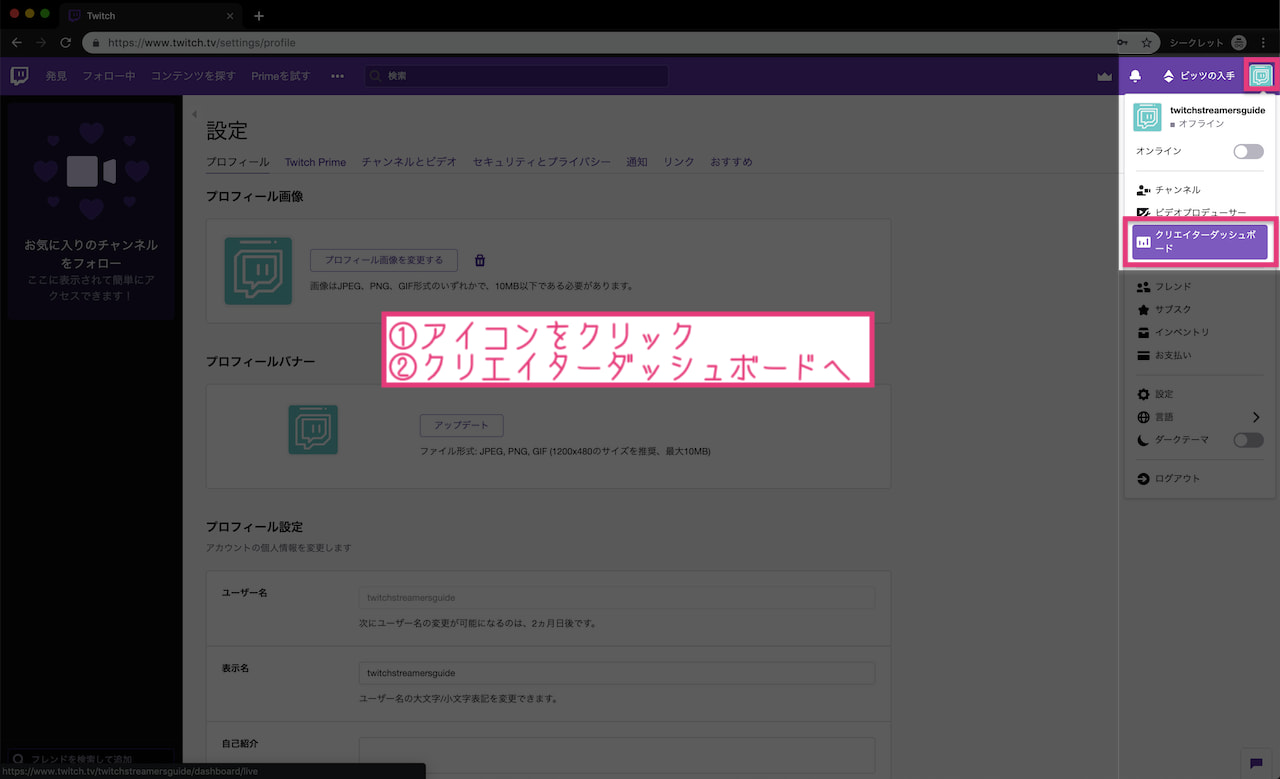 Twitch
https://www.twitch.tv/settings/profile
シークレット
発見 フォロー中 コンテンツを探す Primeを試す ••• 検索 ビッツの入手
twitchstreamersguide
オフライン
オンライン
チャンネル
ビデオプロデューサー
クリエイターダッシュボ
ード
フレンド
サブスク
インベントリ
お支払い
設定
言語
ダークテーマ
ログアウト
お気に入りのチャンネル
をフォロー
ここに表示されて簡単にア
クセスできます！
設定
プロフィール Twitch Prime チャンネルとビデオ セキュリティとプライバシー 通知 リンク おすすめ
プロフィール画像
プロフィール画像を変更する
画像はJPEG、PNG、GIF形式のいずれかで、10MB以下である必要があります。
①アイコンをクリック
②クリエイターダッシュボードへ
プロフィールバナー
アップデート
ファイル形式: JPEG, PNG, GIF (1200x480のサイズを推奨、最大10MB)
プロフィール設定
アカウントの個人情報を変更します
ユーザー名
twitchstreamersguide
次にユーザー名の変更が可能になるのは、2ヵ月日後です。
表示名
twitchstreamersguide
ユーザー名の大文字/小文字表記を変更できます。
自己紹介
フレンドを検索して追加
https://www.twitch.tv/twitchstreamersguide/dashboard/live